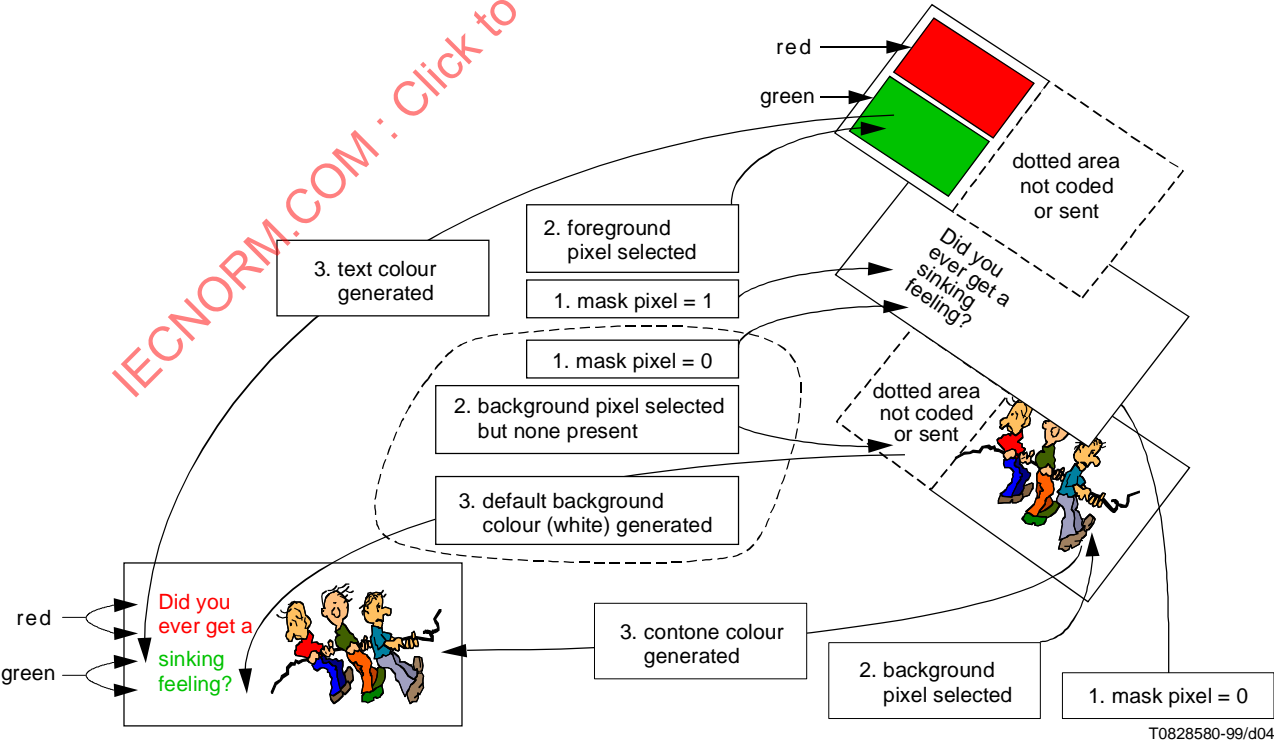 IECNORM.COM : Click to
red
green
dotted area
not coded
or sent
2. foreground
pixel selected
3. text colour
generated
1. mask pixel = 1
Did you
ever get a
sinking
feeling?
1. mask pixel = 0
2. background pixel selected
but none present
dotted area
not coded
or sent
3. default background
colour (white) generated
red
green
Did you
ever get a
sinking
feeling?
3. contone colour
generated
2. background
pixel selected
1. mask pixel = 0
T0828580-99/d04